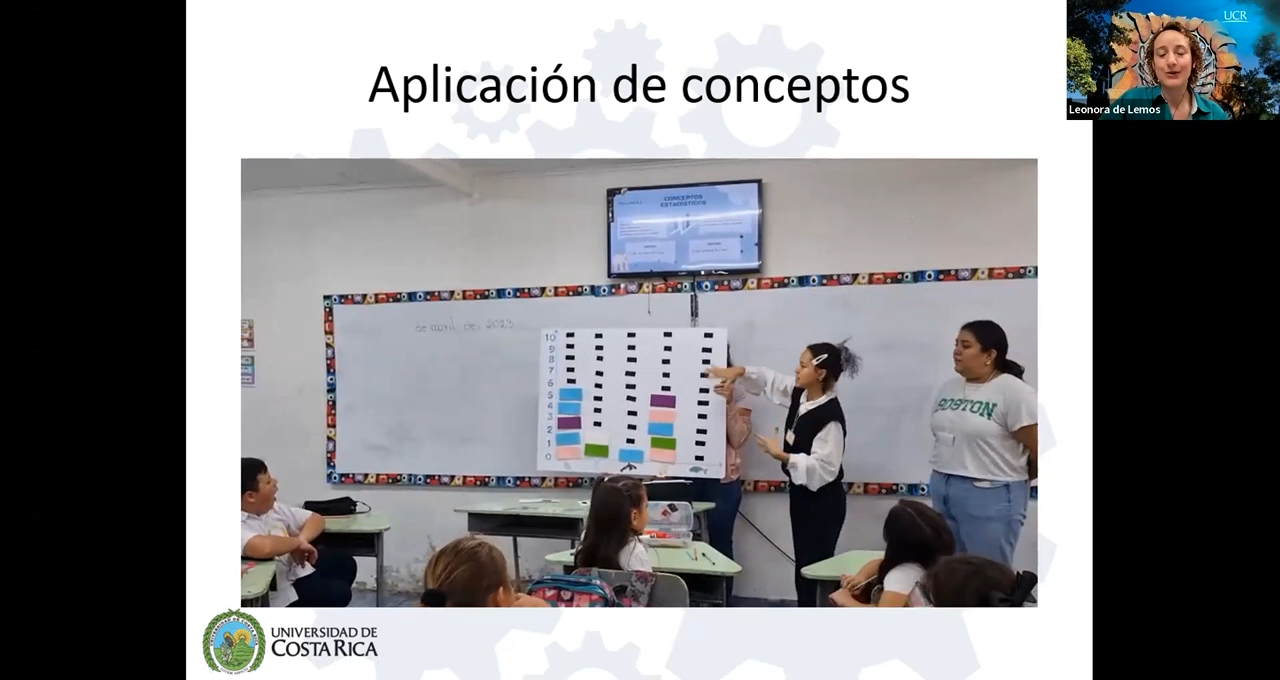 Aplicación de conceptos
UCR
Leonora de Lemos
CONCEPTOS
ESTADÍSTICOS
de abril del 2023
10
9
8
7
6
5
4
3
2
1
0
BOSTON
UNIVERSIDAD DE
COSTA RICA